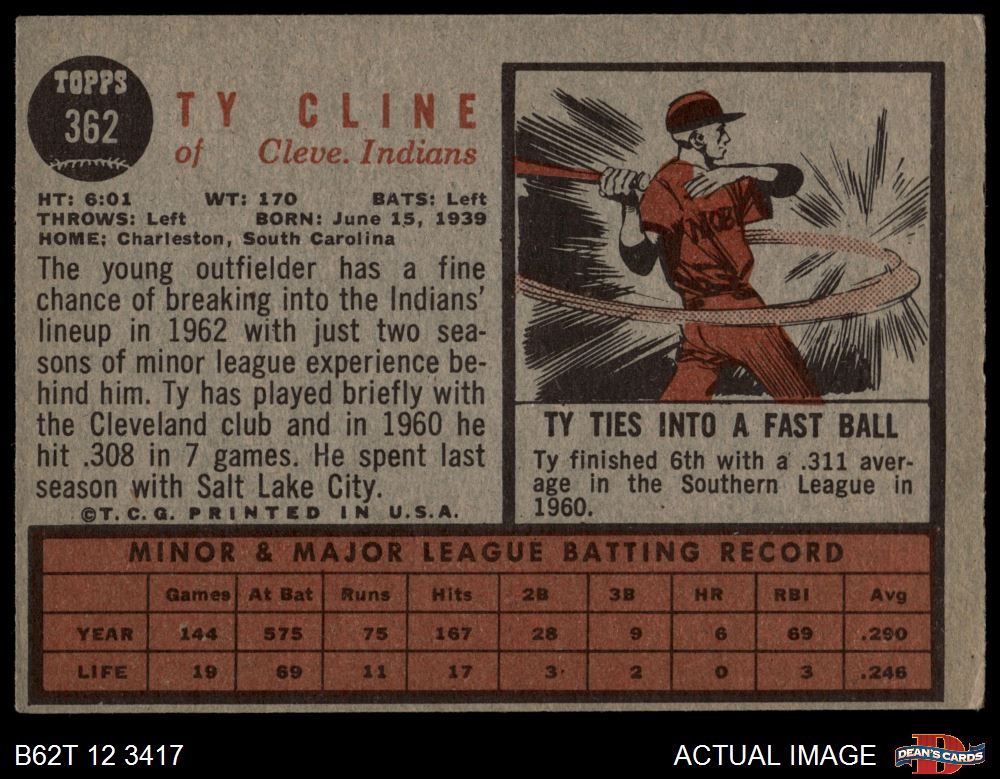 TOPPS
362
TY CLINE
of Cleve. Indians
HT: 6:01 WT: 170 BATS: Left
THROWS: Left BORN: June 15, 1939
HOME: Charleston, South Carolina
The young outfielder has a fine
chance of breaking into the Indians'
lineup in 1962 with just two sea-
sons of minor league experience be-
hind him. Ty has played briefly with
the Cleveland club and in 1960 he
hit .308 in 7 games. He spent last
season with Salt Lake City.
©T.C.G. PRINTED IN U.S.A.
TY TIES INTO A FAST BALL
Ty finished 6th with a .311 aver-
age in the Southern League in
1960.
MINOR & MAJOR LEAGUE BATTING RECORD
Games At Bat Runs Hits 2B 3B HR RBI Avg
YEAR 144 575 75 167 28 9 6 69 .290
LIFE 19 69 11 17 3 2 0 3 .246
B62T 12 3417
ACTUAL IMAGE
DEAN'S CARDS